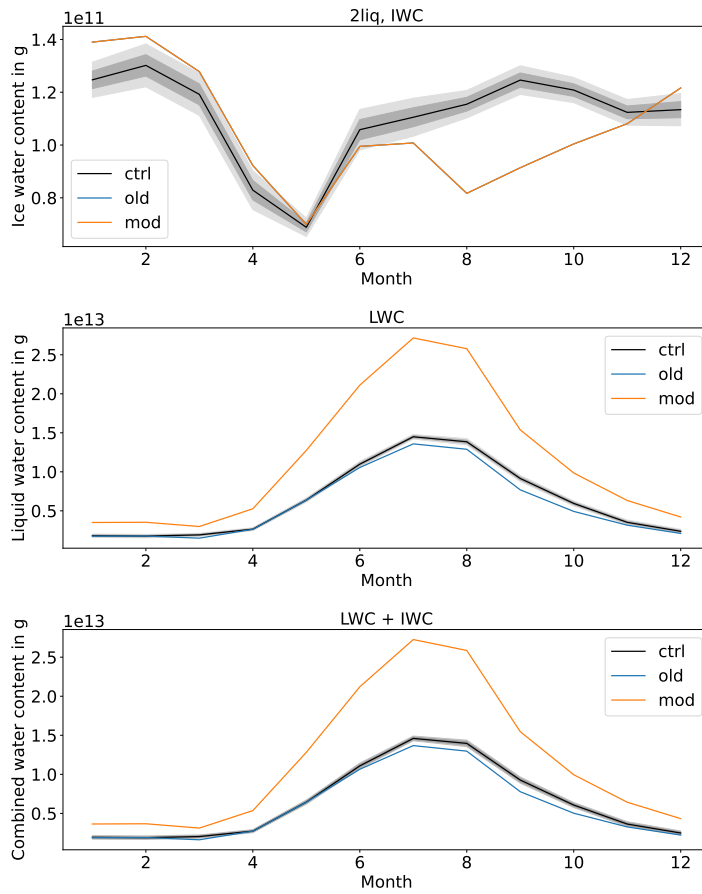 2liq, IWC
1e11
Ice water content in g
1.4
1.2
1.0
0.8
ctrl
old
mod
2 4 6 8 10 12
Month
LWC
1e13
Liquid water content in g
2.5
2.0
1.5
1.0
0.5
ctrl
old
mod
2 4 6 8 10 12
Month
LWC + IWC
1e13
Combined water content in g
2.5
2.0
1.5
1.0
0.5
ctrl
old
mod
2 4 6 8 10 12
Month